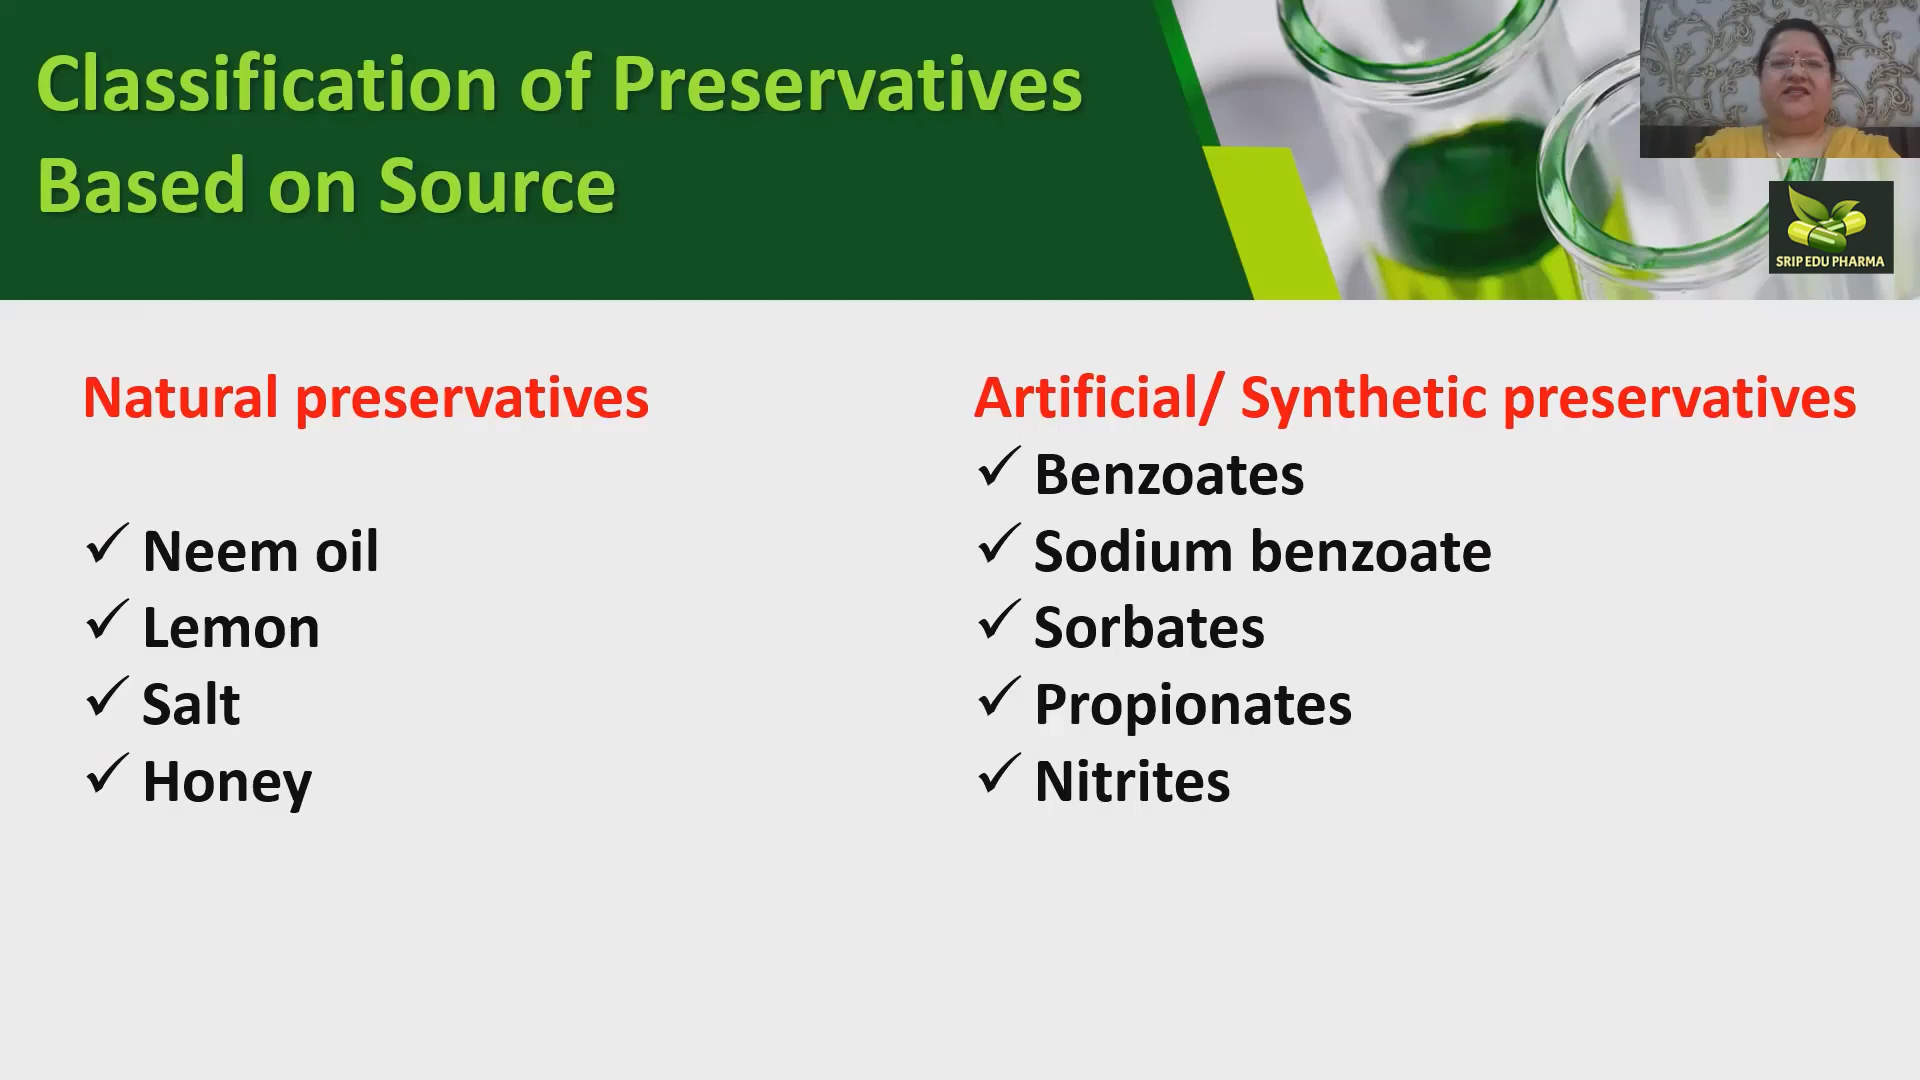 Classification of Preservatives
Based on Source
SRIP EDU PHARMA
Natural preservatives
✓ Neem oil
✓ Lemon
✓ Salt
✓ Honey
Artificial/ Synthetic preservatives
✓ Benzoates
✓ Sodium benzoate
✓ Sorbates
✓ Propionates
✓ Nitrites